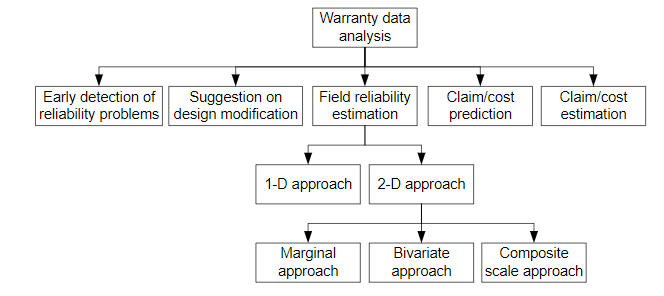 Warranty data
analysis
Early detection of
reliability problems
Suggestion on
design modification
Field reliability
estimation
Claim/cost
prediction
Claim/cost
estimation
1-D approach
2-D approach
Marginal
approach
Bivariate
approach
Composite
scale approach